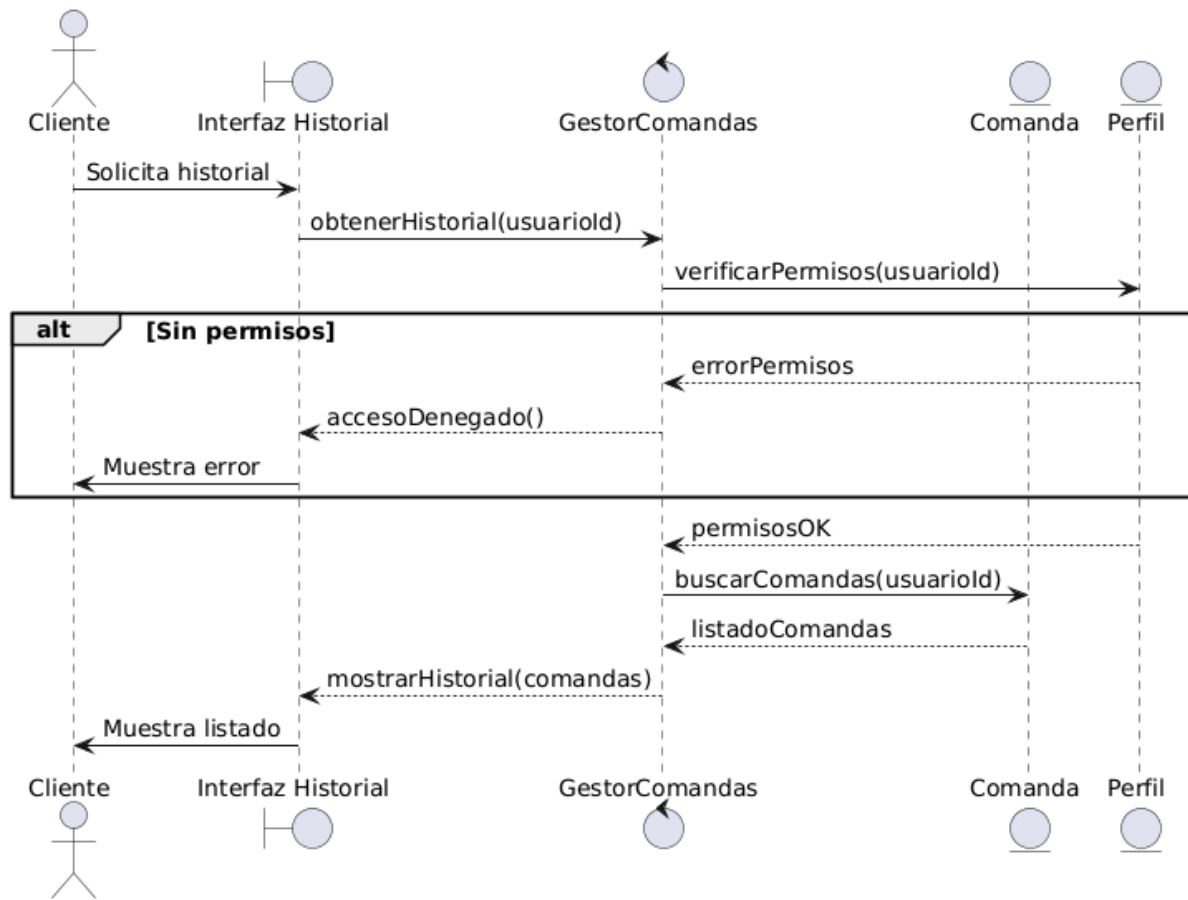 Cliente
Interfaz Historial
GestorComandas
Comanda
Perfil
Solicita historial
obtenerHistorial(usuarioId)
verificarPermisos(usuarioId)
alt
[Sin permisos]
errorPermisos
accesoDenegado()
Muestra error
permisosOK
buscarComandas(usuarioId)
listadoComandas
mostrarHistorial(comandas)
Muestra listado
Cliente
Interfaz Historial
GestorComandas
Comanda
Perfil